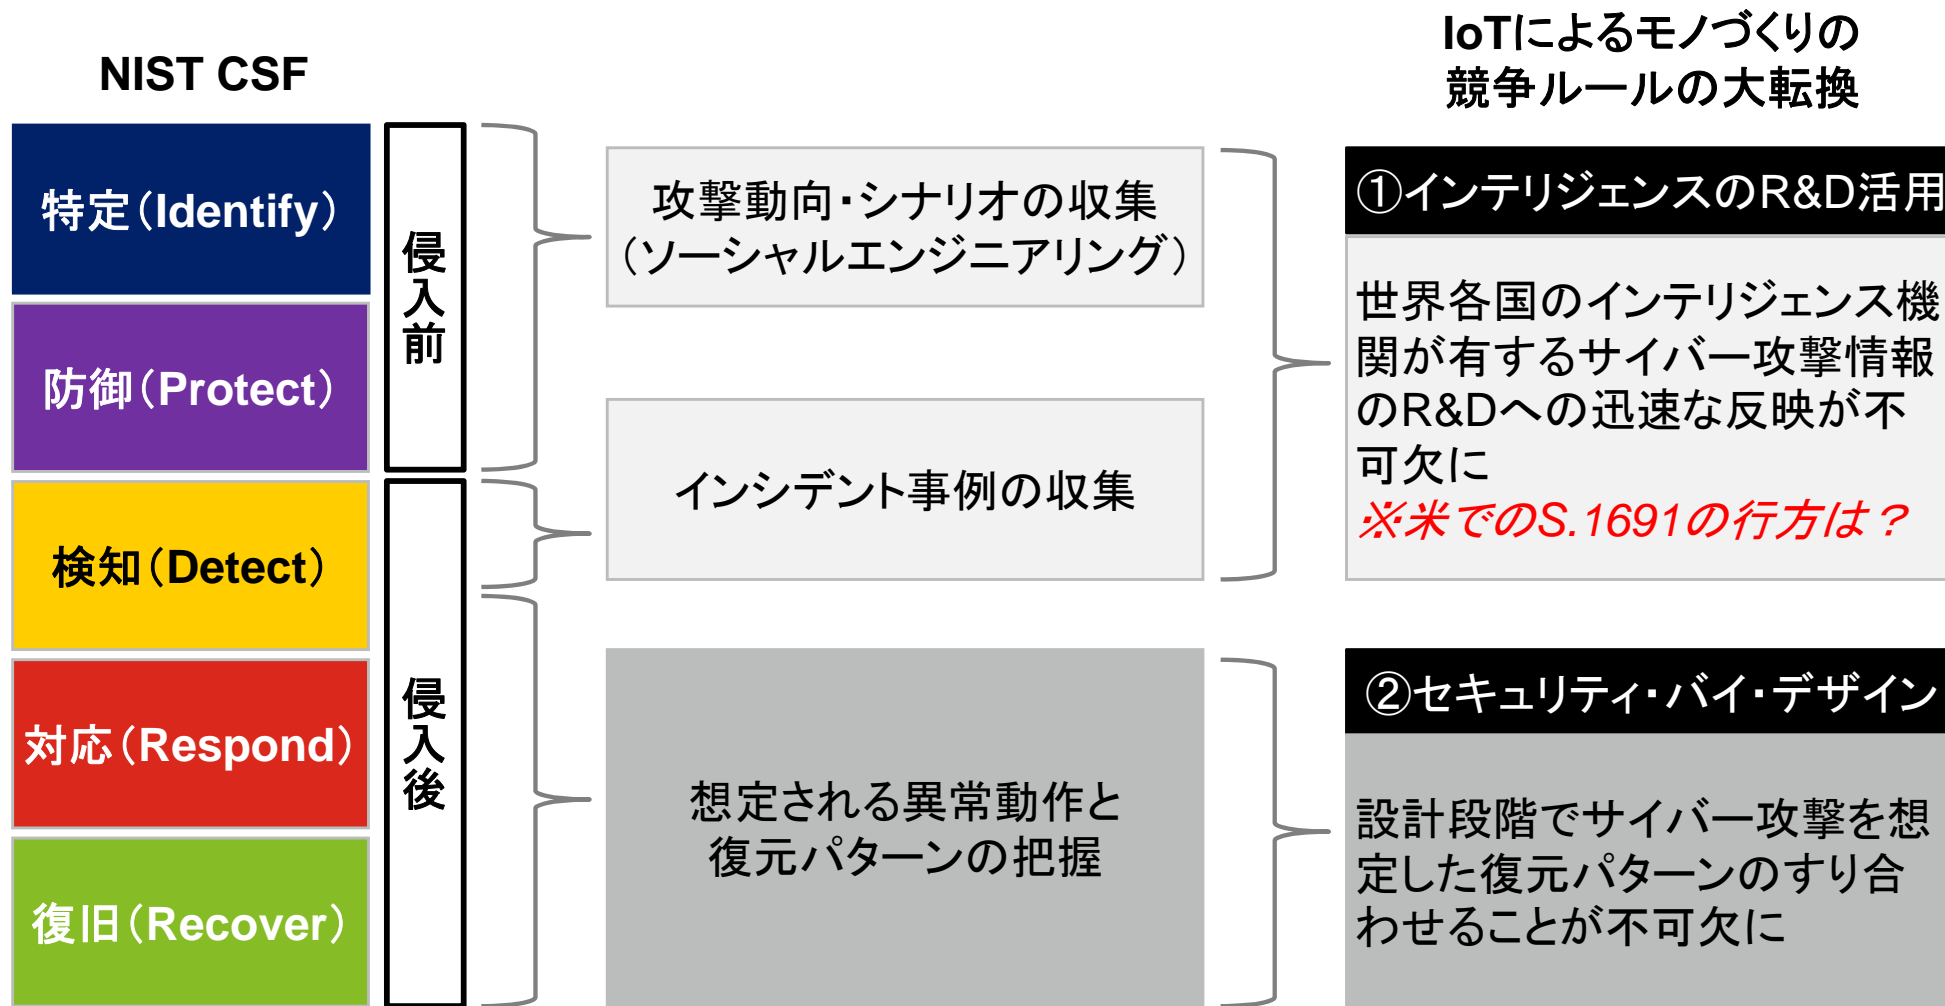 NIST CSF
IoTによるモノづくりの
競争ルールの大転換
特定（Identify）
防御（Protect）
検知（Detect）
対応（Respond）
復旧（Recover）
侵入前
侵入後
攻撃動向・シナリオの収集
（ソーシャルエンジニアリング）
インシデント事例の収集
想定される異常動作と
復元パターンの把握
①インテリジェンスのR&D活用
世界各国のインテリジェンス機
関が有するサイバー攻撃情報
のR&Dへの迅速な反映が不
可欠に
※米でのS.1691の行方は？
②セキュリティ・バイ・デザイン
設計段階でサイバー攻撃を想
定した復元パターンのすり合
わせることが不可欠に